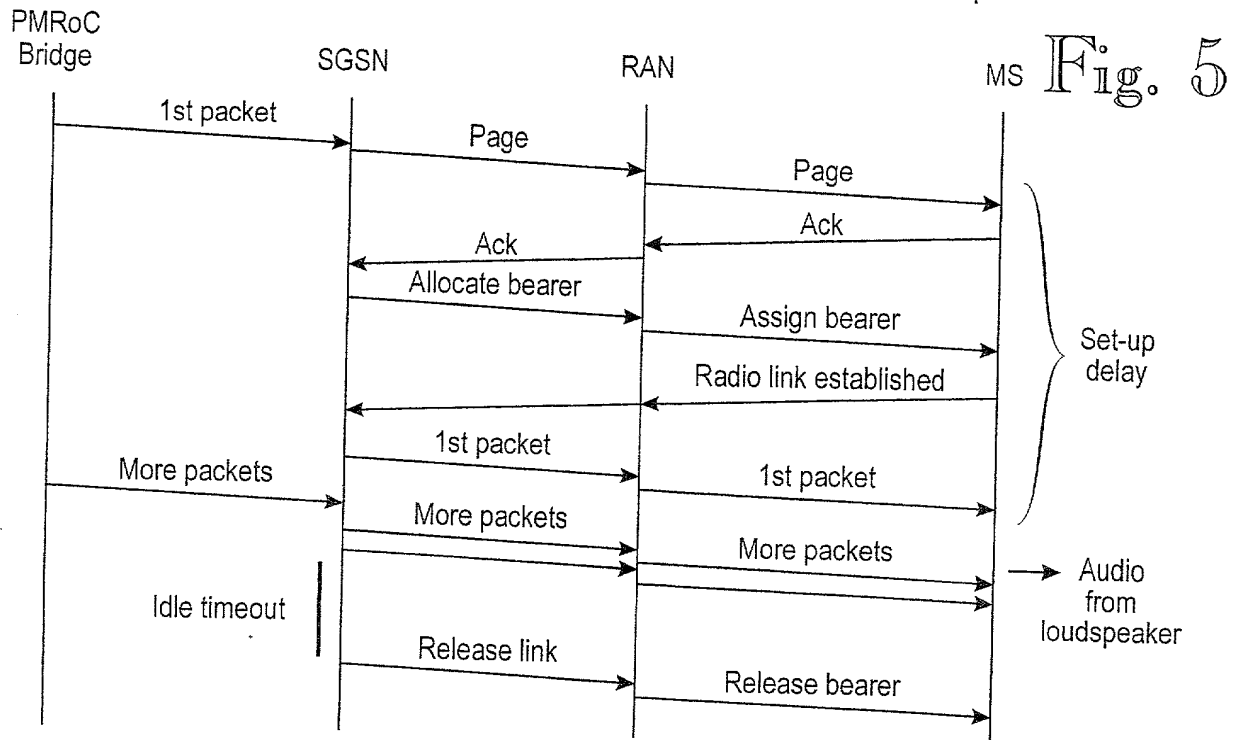 PMRoC
Bridge
SGSN
RAN
MS
Fig. 5
1st packet
Page
Page
Ack
Ack
Allocate bearer
Assign bearer
Set-up
delay
Radio link established
1st packet
More packets
1st packet
More packets
More packets
Audio
from
loudspeaker
Idle timeout
Release link
Release bearer